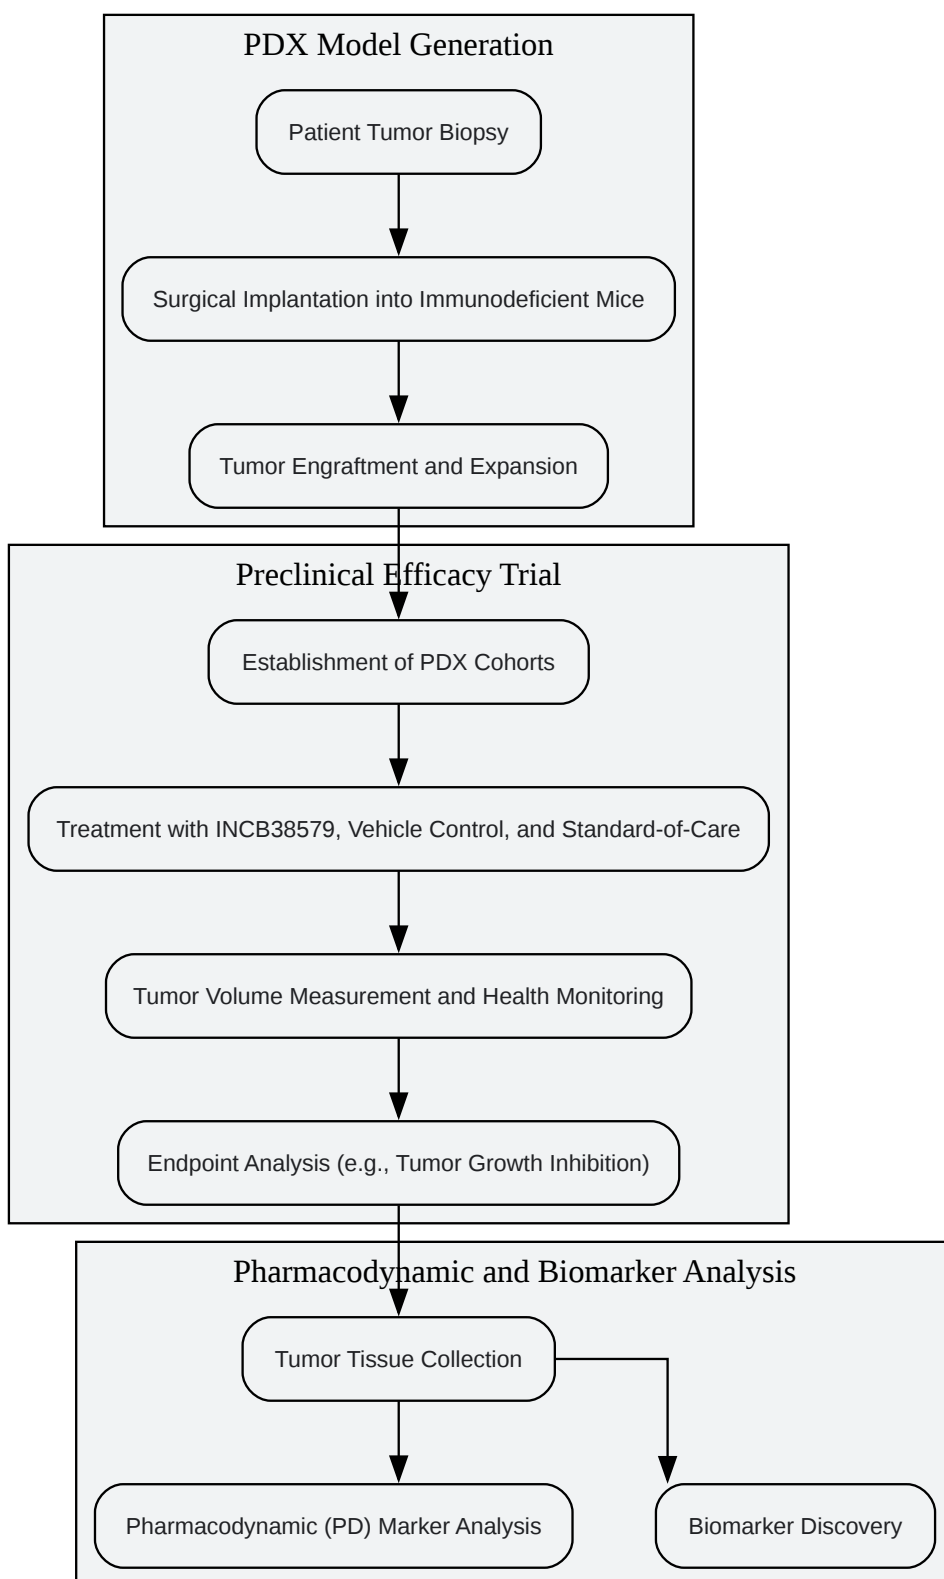 PDX Model Generation
Patient Tumor Biopsy
Surgical Implantation into Immunodeficient Mice
Tumor Engraftment and Expansion
Preclinical Efficacy Trial
Establishment of PDX Cohorts
Treatment with INCB38579, Vehicle Control, and Standard-of-Care
Tumor Volume Measurement and Health Monitoring
Endpoint Analysis (e.g., Tumor Growth Inhibition)
Pharmacodynamic and Biomarker Analysis
Tumor Tissue Collection
Pharmacodynamic (PD) Marker Analysis
Biomarker Discovery